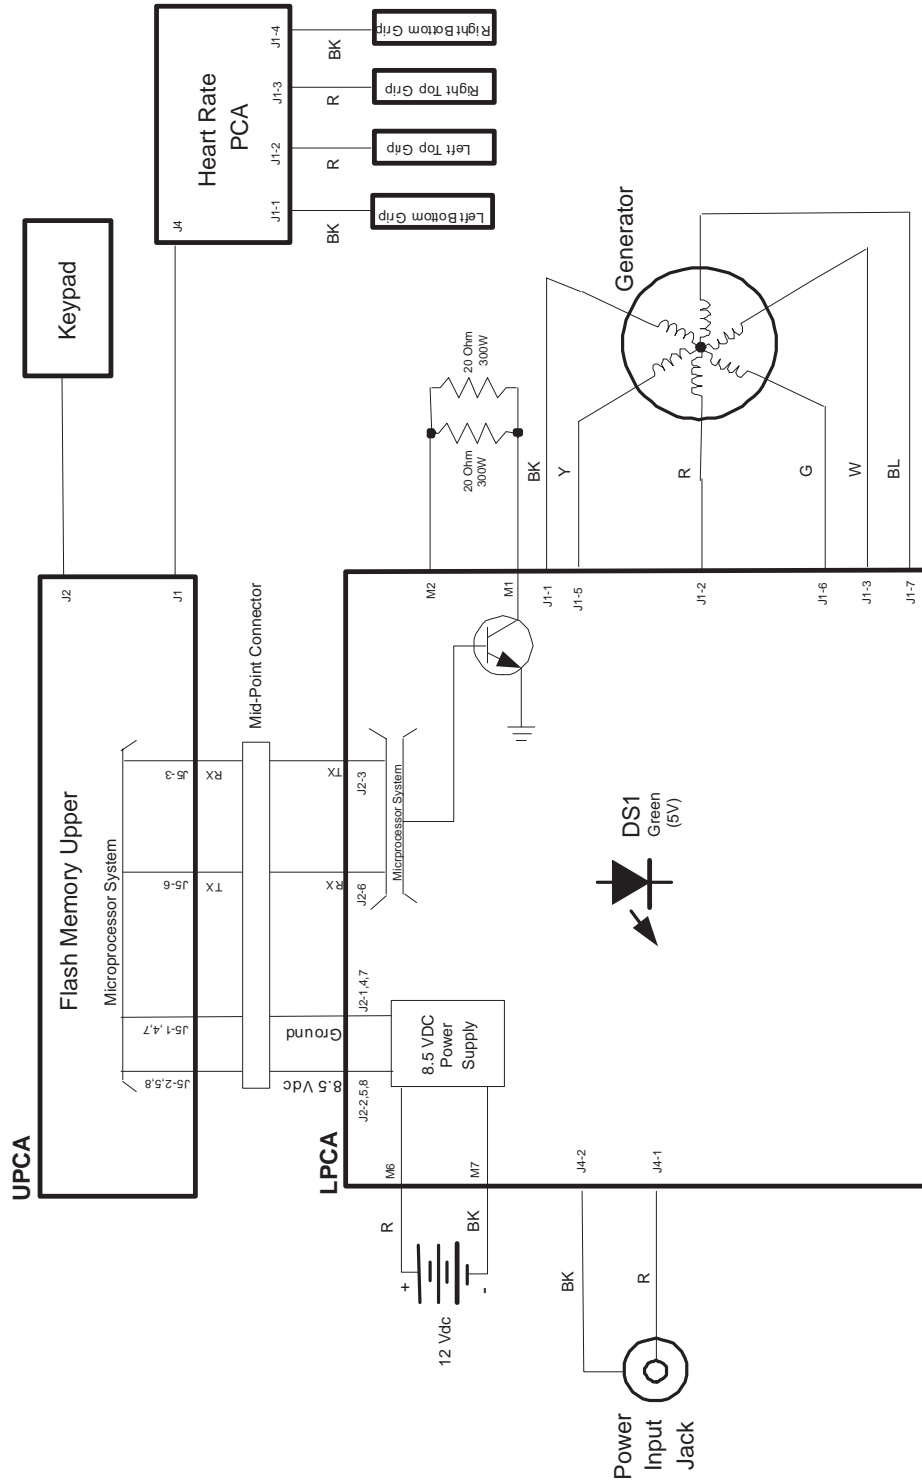 UPCA
Flash Memory Upper
Microprocessor System
J5-2,5,8
J5-1,4,7
J5-6
J5-3
J2
J1
Keypad
J4
Heart Rate
PCA
J1-1
J1-2
J1-3
J1-4
BK
R
R
BK
Left Bottom Grip
Left Top Grip
Right Top Grip
Right Bottom Grip
TX
RX
Mid-Point Connector
8.5 Vdc
Ground
RX
TX
LPCA
J2-2,5,8
J2-1,4,7
J2-6
J2-3
Micrprocessor System
8.5 VDC
Power
Supply
M6
M7
R
BK
+
-
12 Vdc
M2
M1
20 Ohm
300W
20 Ohm
300W
J1-1
J1-5
J1-2
J1-6
J1-3
J1-7
BK
Y
R
G
W
BL
Generator
DS1
Green
(5V)
J4-2
J4-1
BK
R
Power
Input
Jack